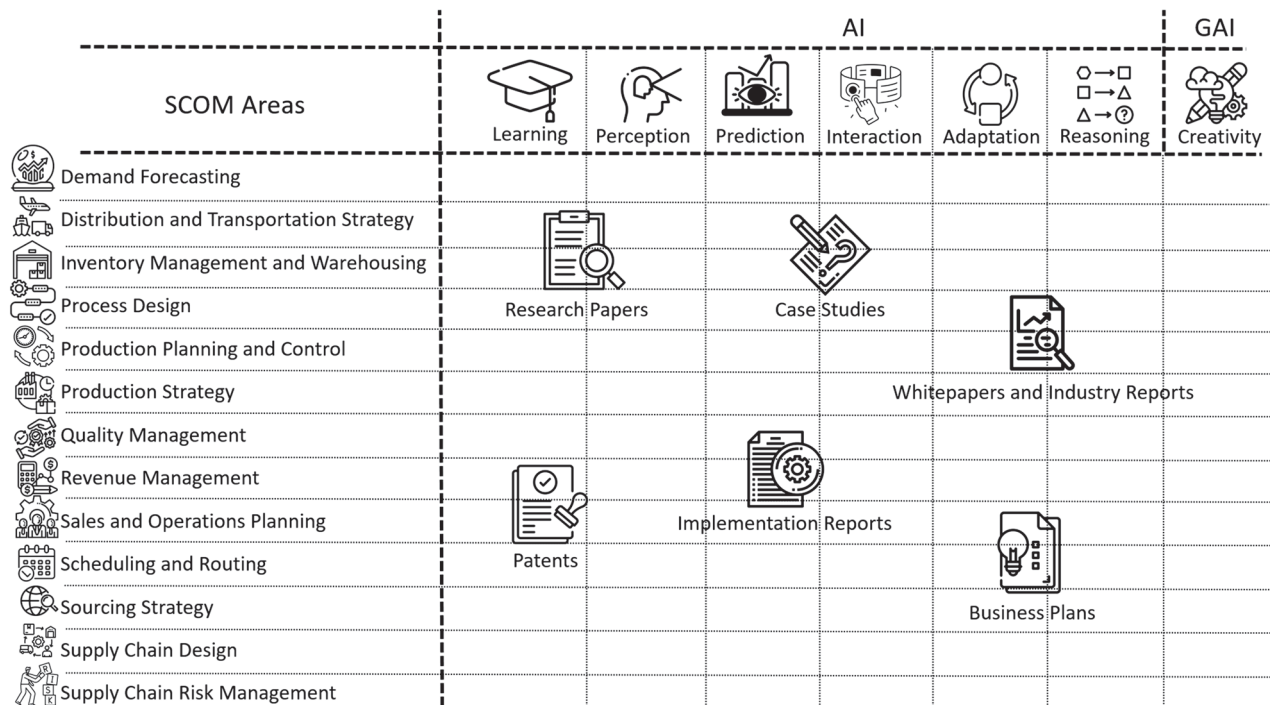 AI
GAI
SCOM Areas
Learning
Perception
Prediction
Interaction
Adaptation
Reasoning
Creativity
Demand Forecasting
Distribution and Transportation Strategy
Inventory Management and Warehousing
Process Design
Production Planning and Control
Production Strategy
Quality Management
Revenue Management
Sales and Operations Planning
Scheduling and Routing
Sourcing Strategy
Supply Chain Design
Supply Chain Risk Management
Research Papers
Case Studies
Whitepapers and Industry Reports
Implementation Reports
Patents
Business Plans
R
I
S
K